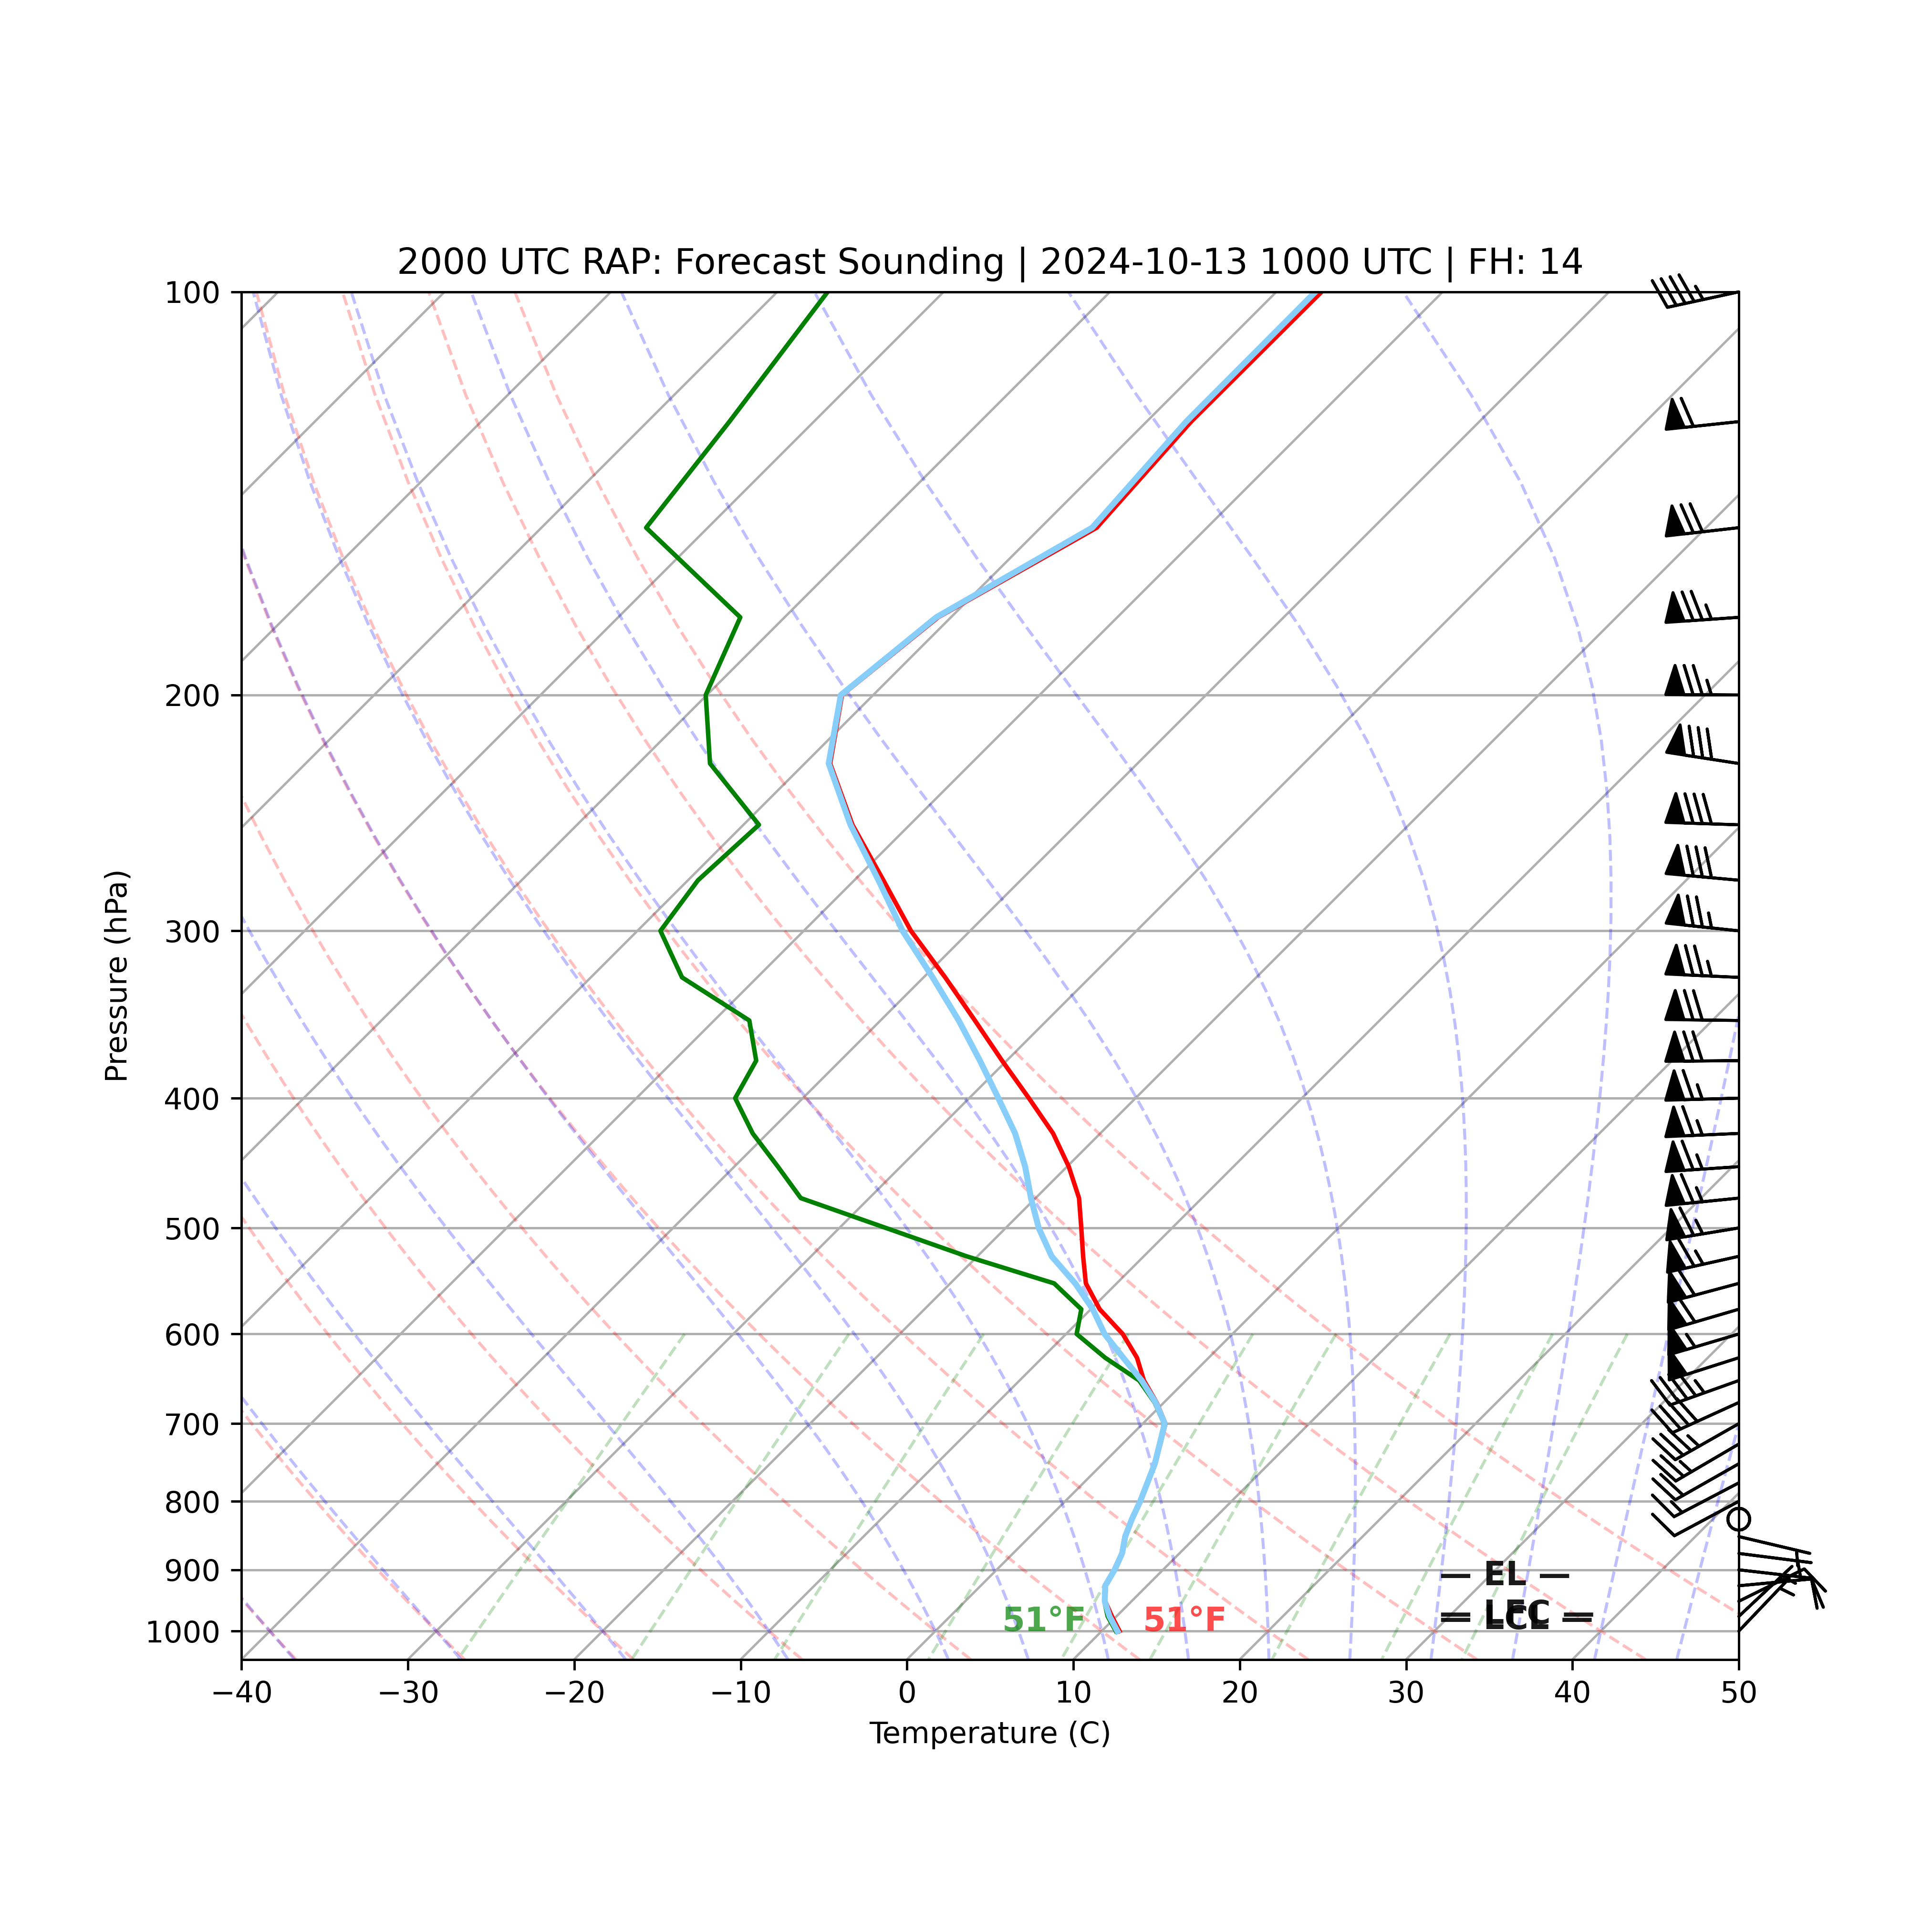 2000 UTC RAP: Forecast Sounding | 2024-10-13 1000 UTC | FH: 14
100
200
300
400
500
600
700
800
900
1000
Pressure (hPa)
— EL —
— LFC —
— LCL —
51°F 51°F
−40 −30 −20 −10 0 10 20 30 40 50
Temperature (C)